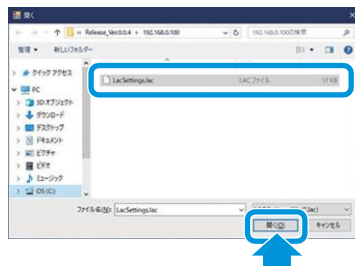 開く
« Release_Ver.0.0.4 › 192.168.0.100
192.168.0.100の検索
整理 ▾ 新しいフォルダー
クイック アクセス
PC
3D オブジェクト
ダウンロード
デスクトップ
ドキュメント
ピクチャ
ビデオ
ミュージック
OS (C:)
LacSettings.lac
LAC ファイル
17 KB
ファイル名(N): LacSettings.lac
開く(O)
キャンセル